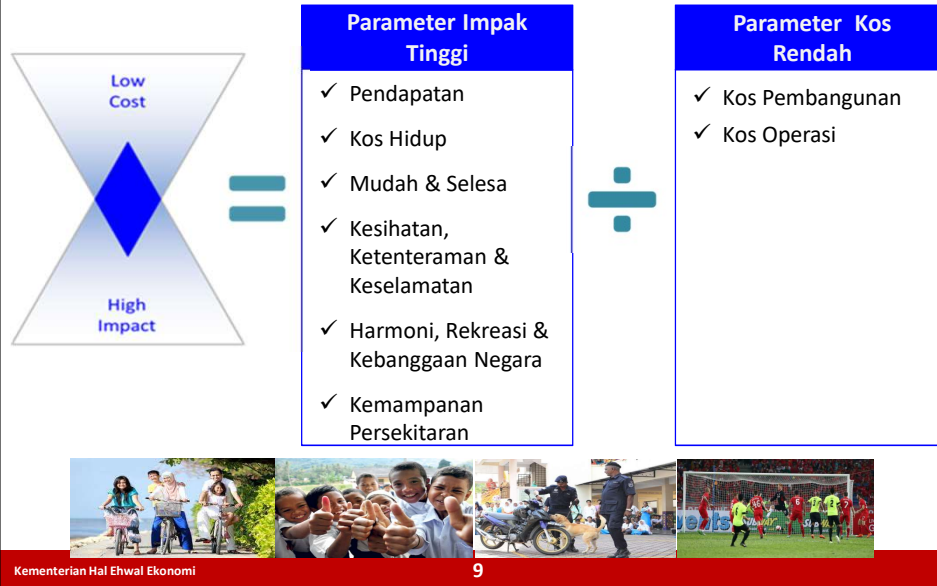 Low
Cost
High
Impact
Parameter Impak
Tinggi
✓ Pendapatan
✓ Kos Hidup
✓ Mudah & Selesa
✓ Kesihatan,
Ketenteraman &
Keselamatan
✓ Harmoni, Rekreasi &
Kebanggaan Negara
✓ Kemampanan
Persekitaran
Parameter Kos
Rendah
✓ Kos Pembangunan
✓ Kos Operasi
Kementerian Hal Ehwal Ekonomi
9